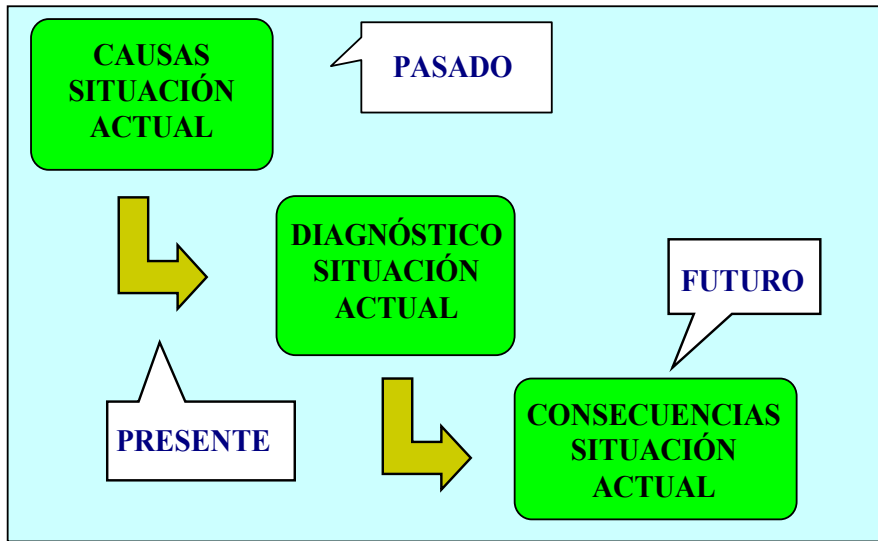 CAUSAS
SITUACIÓN
ACTUAL
PASADO
DIAGNÓSTICO
SITUACIÓN
ACTUAL
FUTURO
PRESENTE
CONSECUENCIAS
SITUACIÓN
ACTUAL